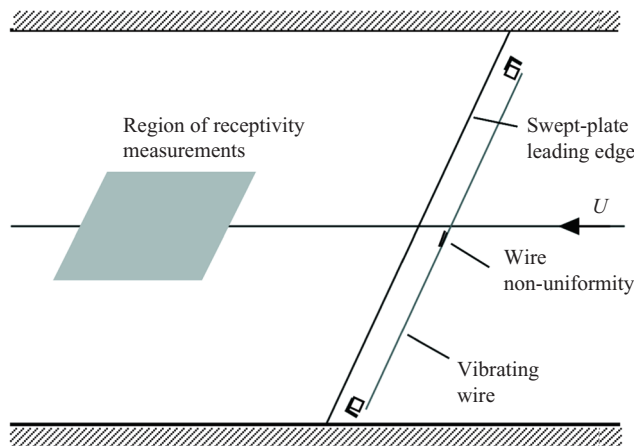 Region of receptivity
measurements
Swept-plate
leading edge
U
Wire
non-uniformity
Vibrating
wire